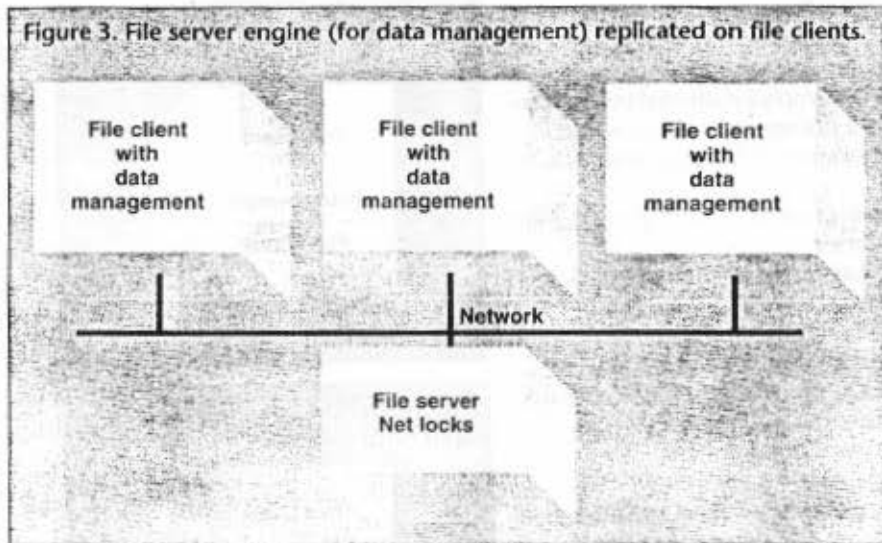 Figure 3. File server engine (for data management) replicated on file clients.
File client
with
data
management
File client
with
data
management
File client
with
data
management
Network
File server
Net locks